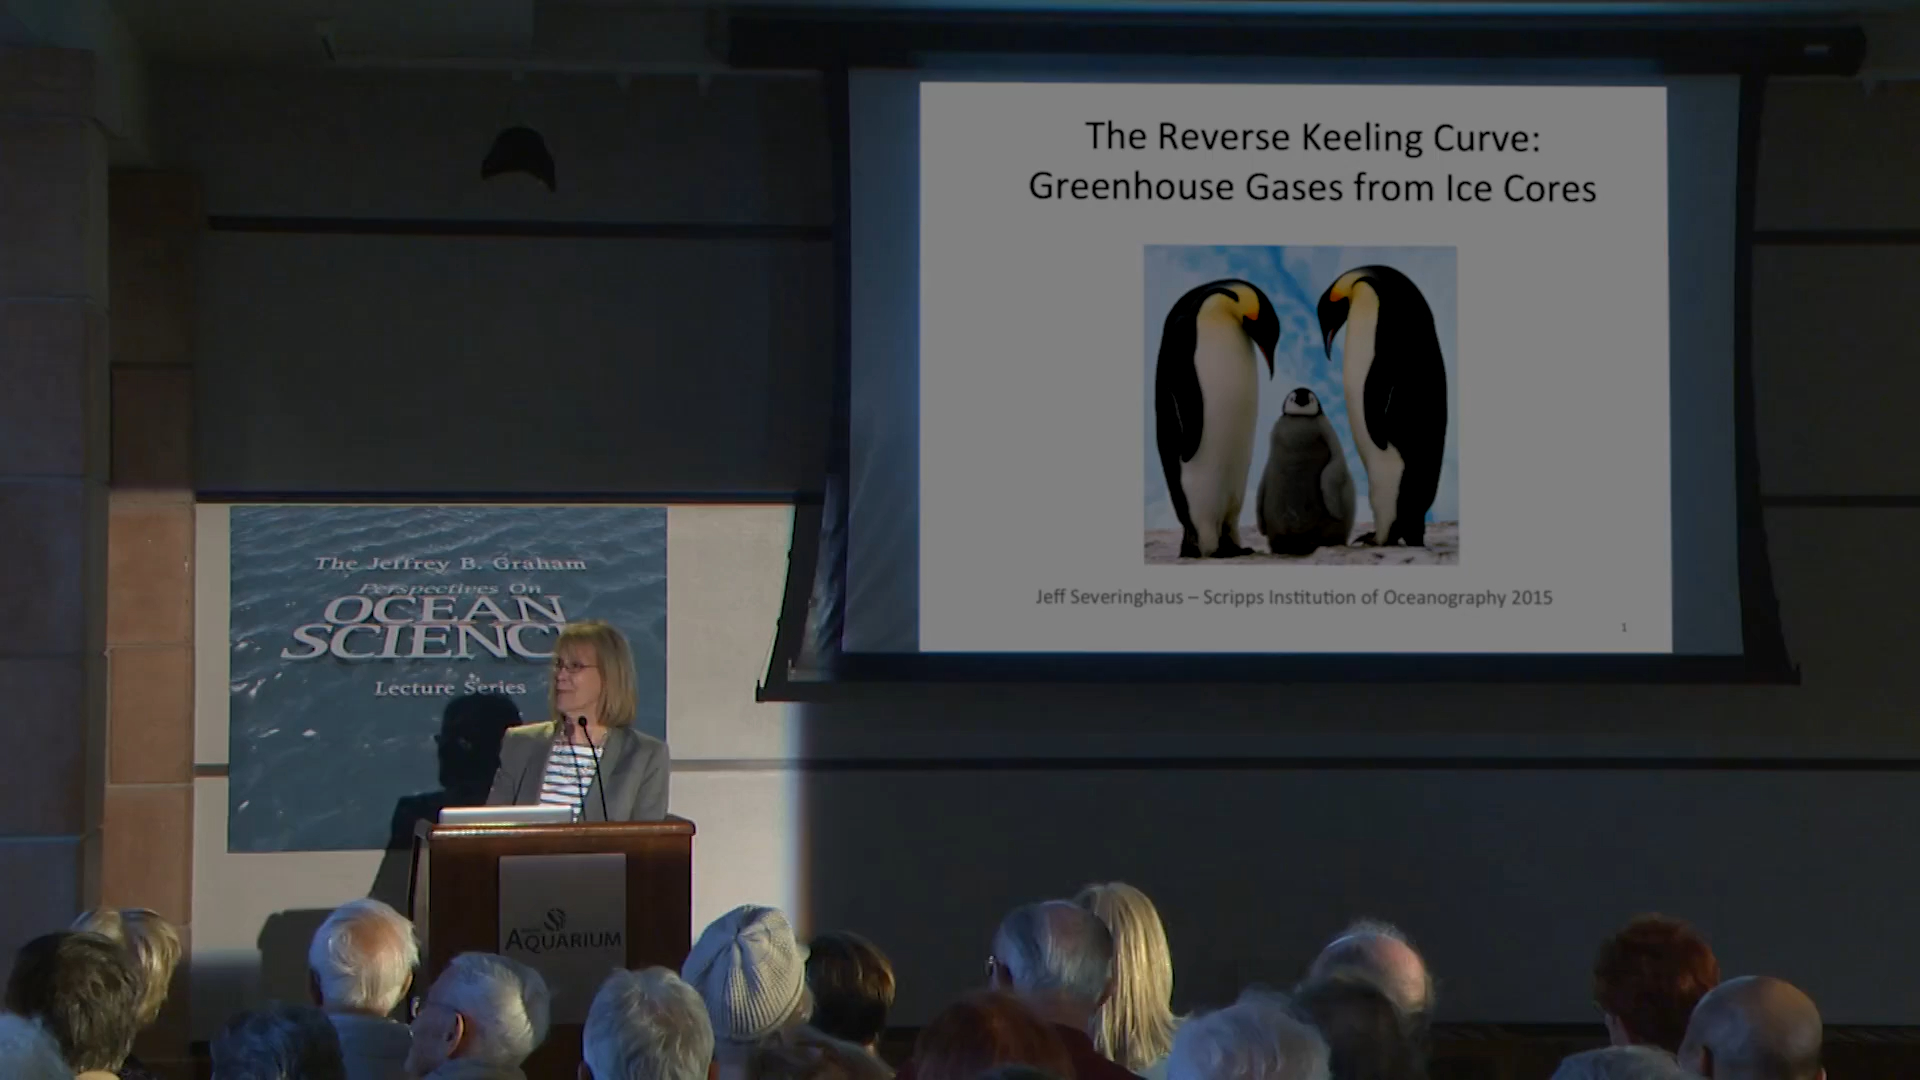 The Reverse Keeling Curve:
Greenhouse Gases from Ice Cores
Jeff Severinghaus – Scripps Institution of Oceanography 2015
1
The Jeffrey B. Graham
Perspectives On
OCEAN
SCIENC
Lecture Series
AQUARIUM